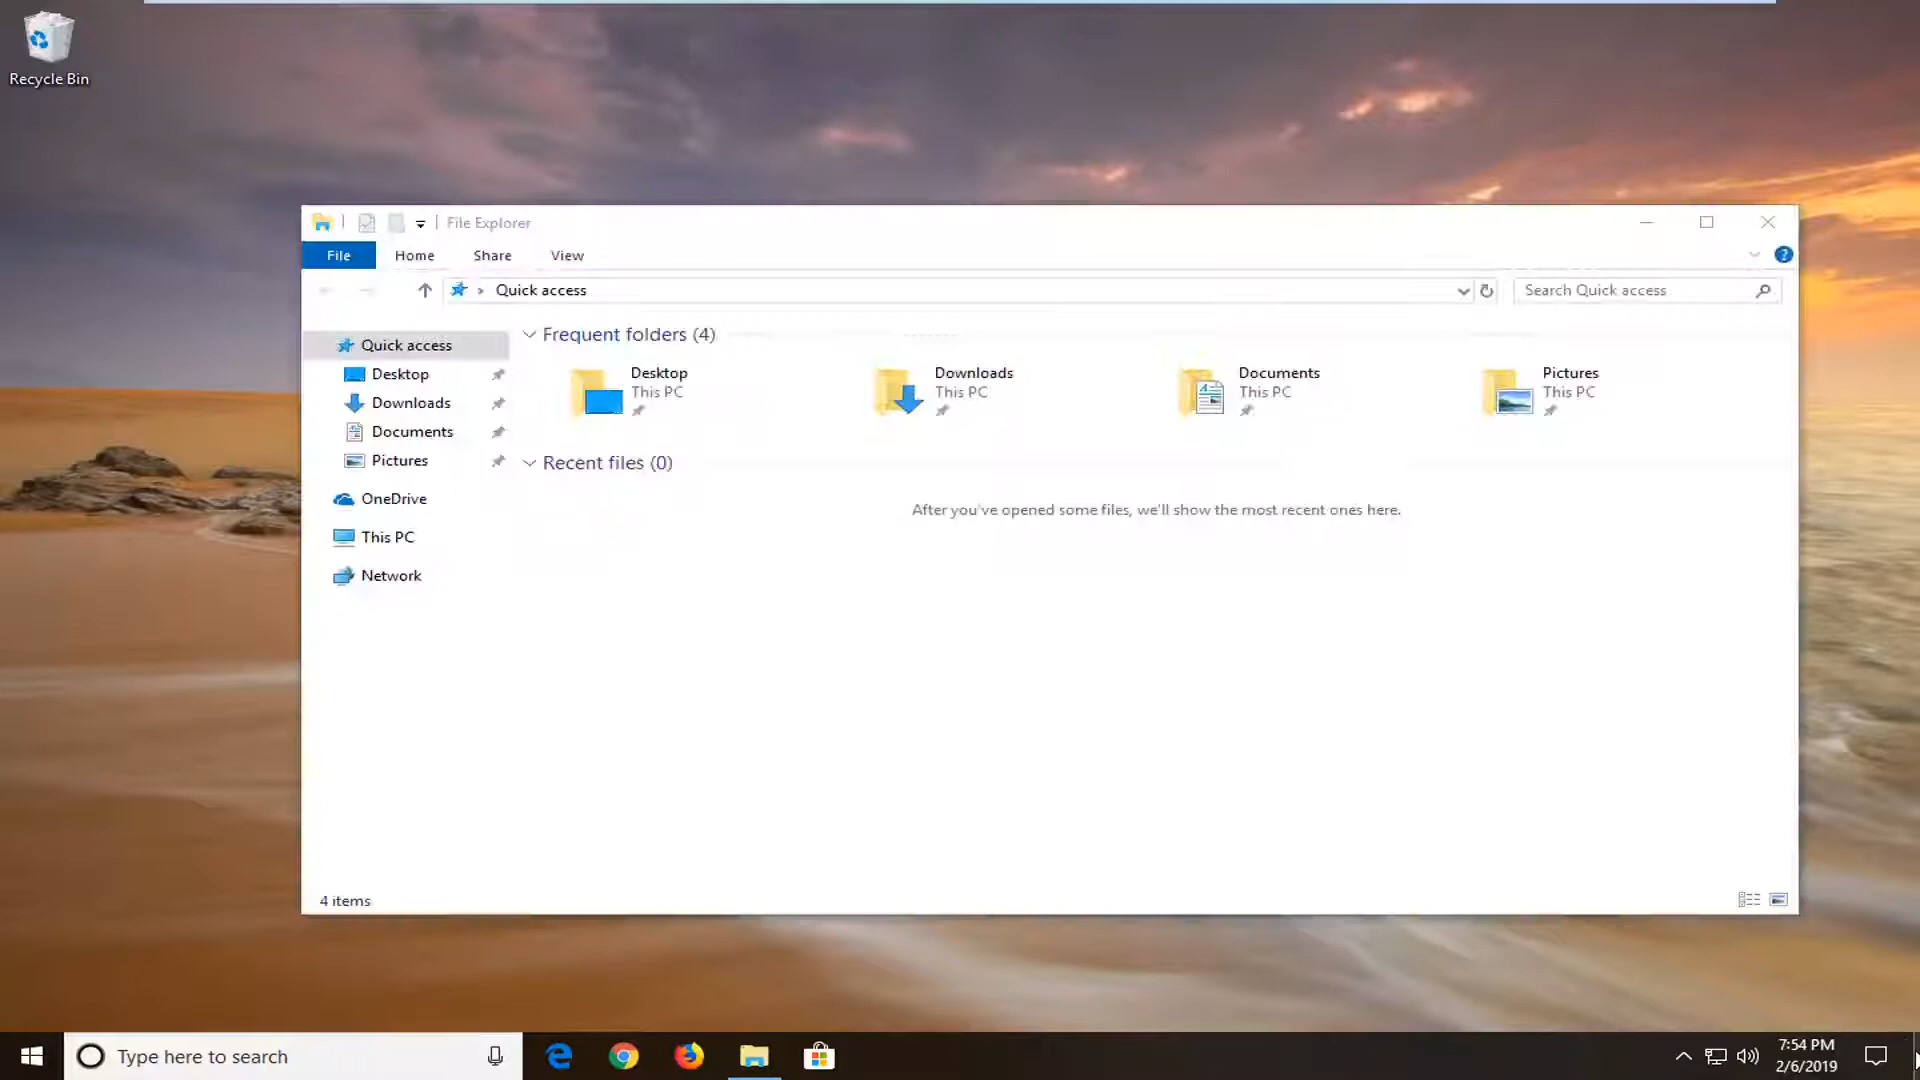 Recycle Bin
File Explorer
File Home Share View
Quick access
Search Quick access
Quick access
Desktop
Downloads
Documents
Pictures
OneDrive
This PC
Network
Frequent folders (4)
Desktop
This PC
Downloads
This PC
Documents
This PC
Pictures
This PC
Recent files (0)
After you've opened some files, we'll show the most recent ones here.
4 items
Type here to search
7:54 PM
2/6/2019